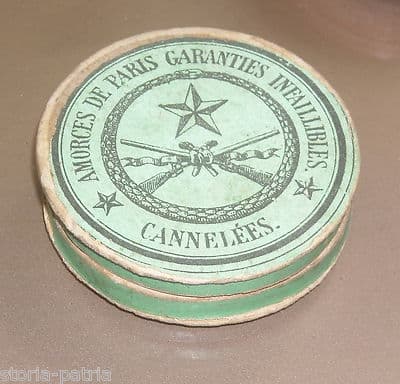 AMORCES DE PARIS GARANTIES INFAILLIBLES.
CANNELÉES.
storia-patria